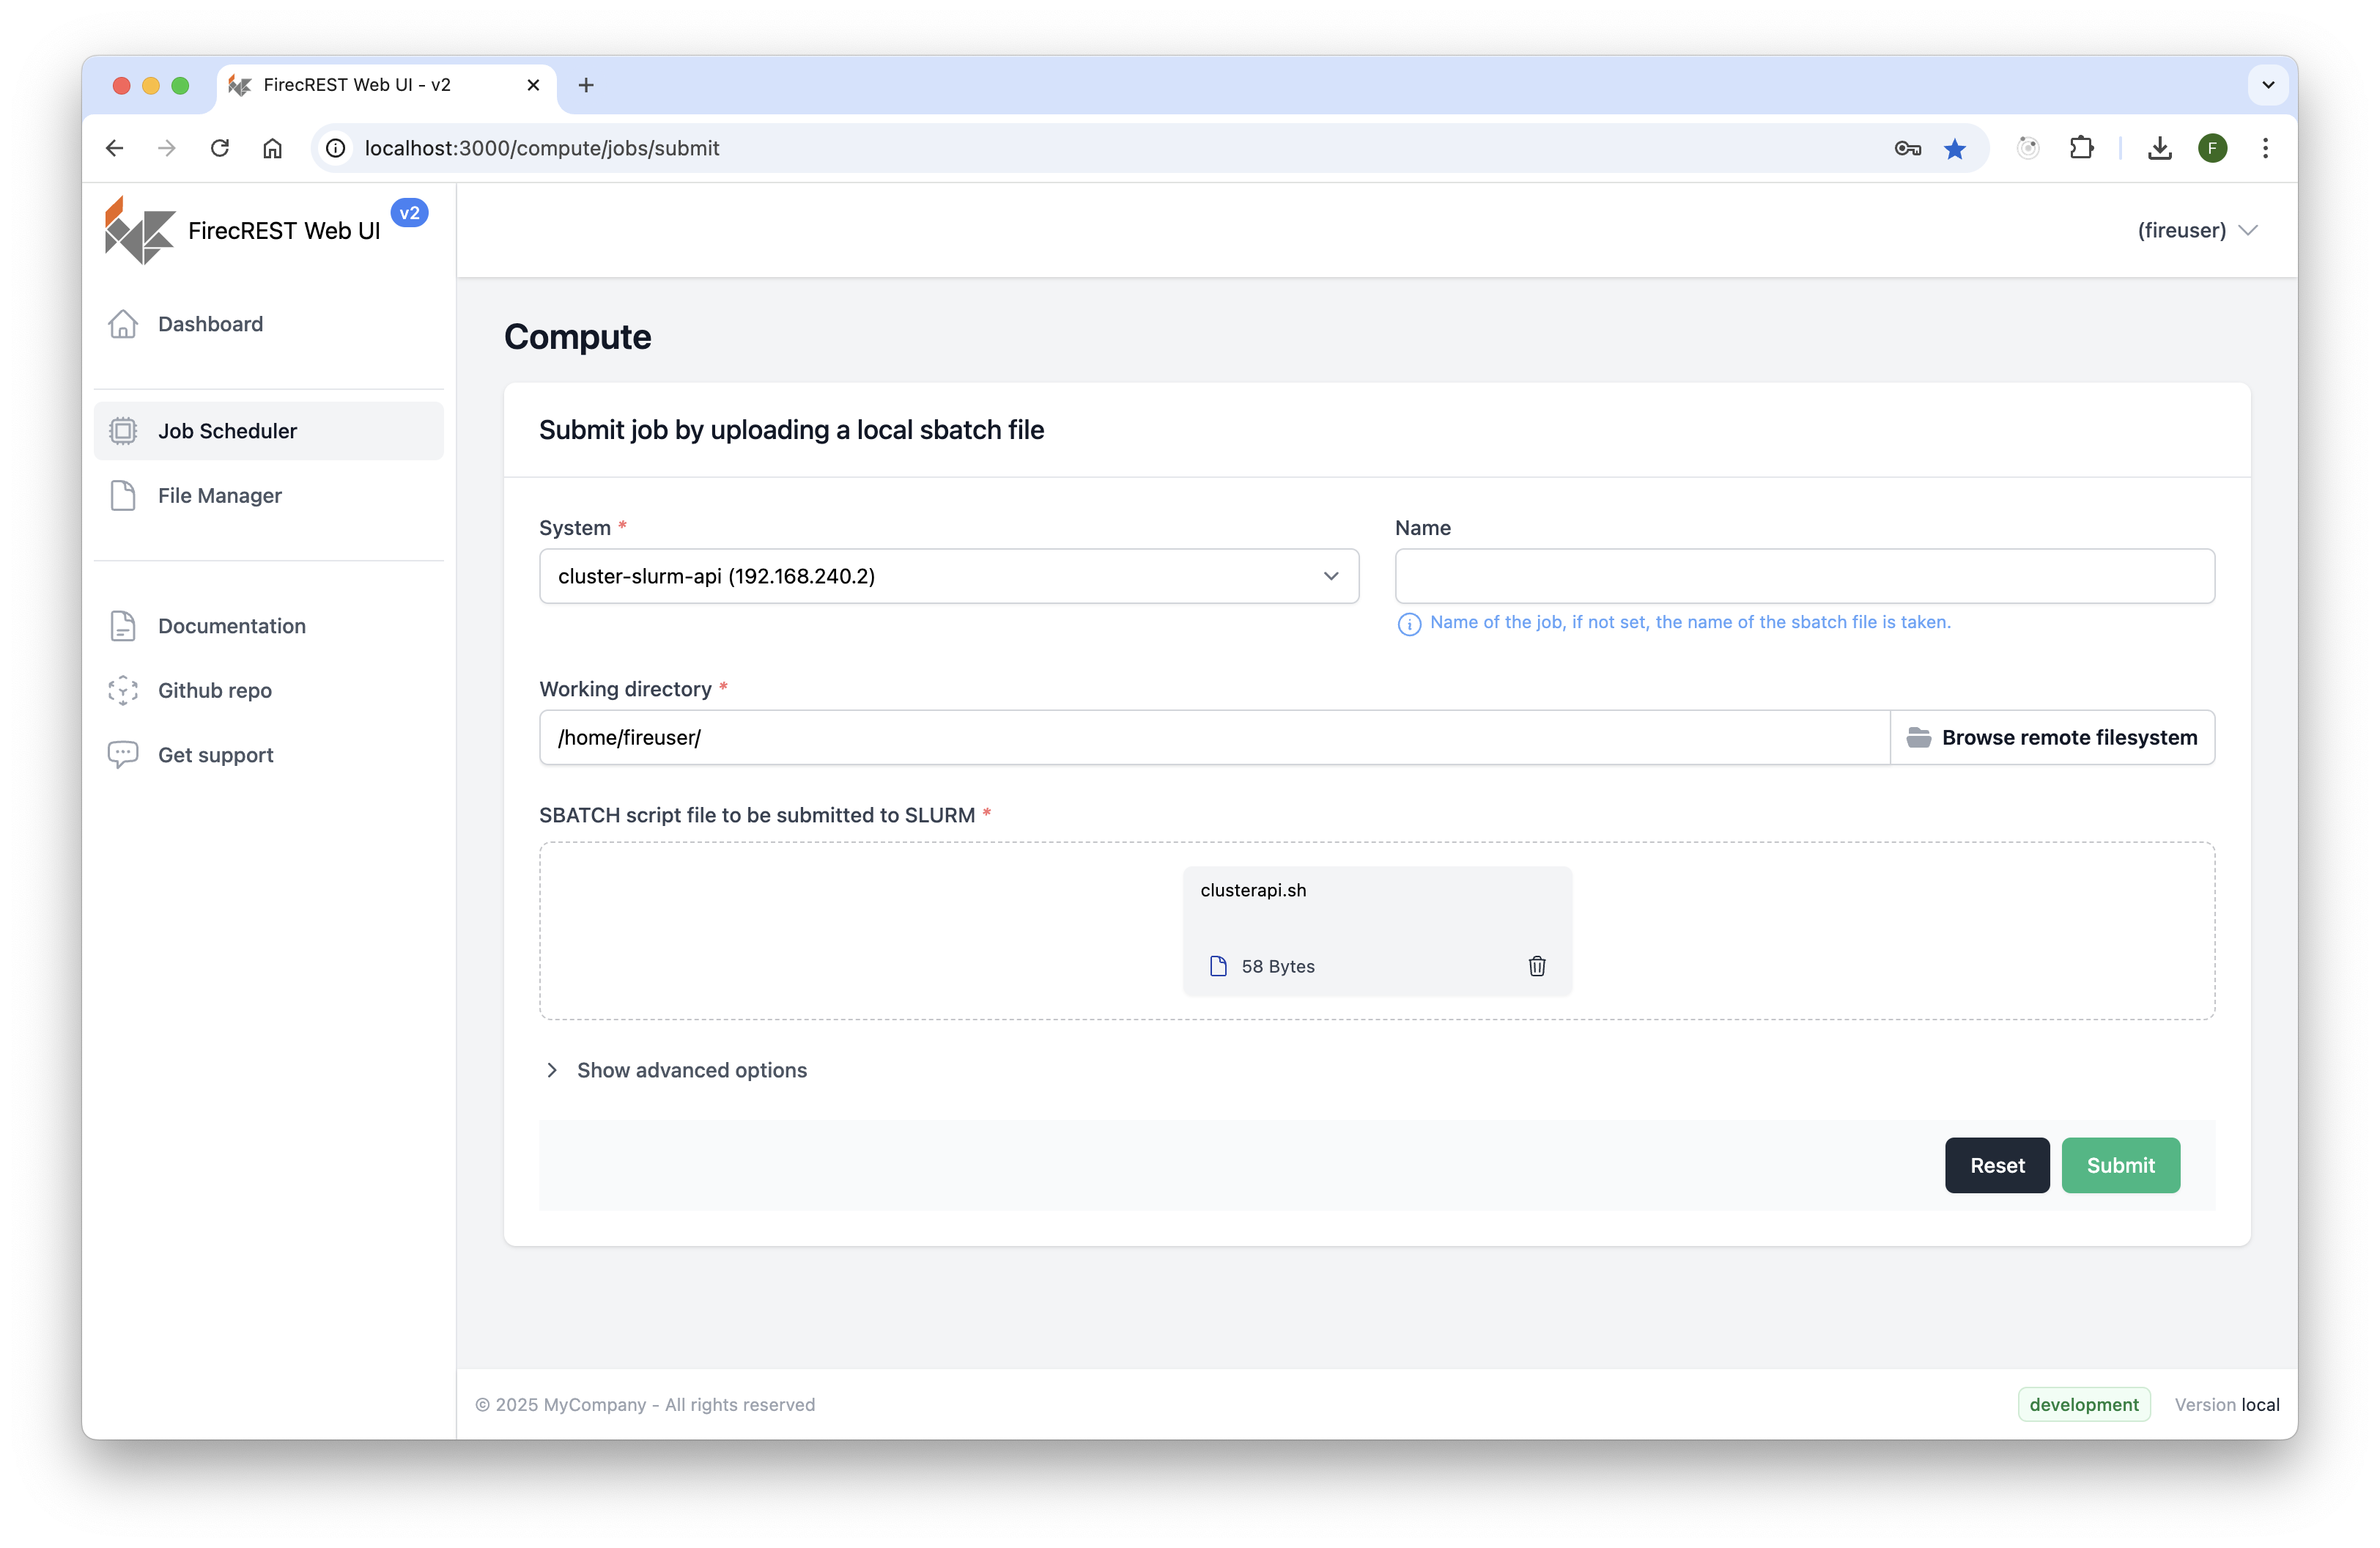 FirecREST Web UI - v2
localhost:3000/compute/jobs/submit
F
FirecREST Web UI
v2
(fireuser)
Dashboard
Job Scheduler
File Manager
Documentation
Github repo
Get support
Compute
Submit job by uploading a local sbatch file
System *
Name
cluster-slurm-api (192.168.240.2)
Name of the job, if not set, the name of the sbatch file is taken.
Working directory *
/home/fireuser/
Browse remote filesystem
SBATCH script file to be submitted to SLURM *
clusterapi.sh
58 Bytes
Show advanced options
Reset
Submit
© 2025 MyCompany - All rights reserved
development
Version local